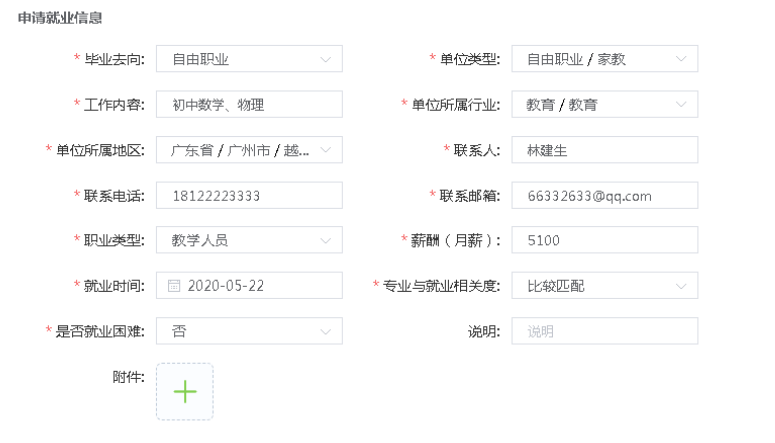 申请就业信息
* 毕业去向: 自由职业 * 单位类型: 自由职业 / 家教
* 工作内容: 初中数学、物理 * 单位所属行业: 教育 / 教育
* 单位所属地区: 广东省 / 广州市 / 越... * 联系人: 林建生
* 联系电话: 18122223333 * 联系邮箱: 66332633@qq.com
* 职业类型: 教学人员 * 薪酬（月薪）: 5100
* 就业时间: 2020-05-22 * 专业与就业相关度: 比较匹配
* 是否就业困难: 否 说明: 说明
附件: